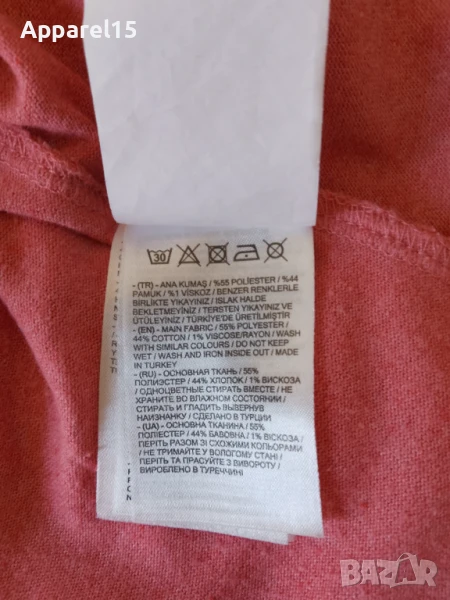 Apparel15
30
- (TR) - ANA KUMAŞ / %55 POLİESTER / %44
PAMUK / %1 VİSKOZ / BENZER RENKLERLE
BİRLİKTE YIKAYINIZ / ISLAK HALDE
BEKLETMEYİNİZ / TERSTEN YIKAYINIZ VE
ÜTÜLEYİNİZ / TÜRKİYE'DE ÜRETİLMİŞTİR
- (EN) - MAIN FABRIC / 55% POLYESTER /
44% COTTON / 1% VISCOSE/RAYON / WASH
WITH SIMILAR COLOURS / DO NOT KEEP
WET / WASH AND IRON INSIDE OUT / MADE
IN TURKEY
- (RU) - ОСНОВНАЯ ТКАНЬ / 55%
ПОЛИЭСТЕР / 44% ХЛОПОК / 1% ВИСКОЗА
/ ОДНОЦВЕТНЫЕ СТИРАТЬ ВМЕСТЕ / НЕ
ХРАНИТЬ ВО ВЛАЖНОМ СОСТОЯНИИ /
СТИРАТЬ И ГЛАДИТЬ ВЫВЕРНУВ
НАИЗНАНКУ / СДЕЛАНО В ТУРЦИИ
- (UA) - ОСНОВНА ТКАНИНА / 55%
ПОЛІЕСТЕР / 44% БАВОВНА / 1% ВІСКОЗА /
ПЕРІТЬ РАЗОМ ЗІ СХОЖИМИ КОЛЬОРАМИ
/ НЕ ТРИМАЙТЕ У ВОЛОГОМУ СТАНІ /
ПЕРІТЬ ТА ПРАСУЙТЕ З ВИВОРОТУ /
ВИРОБЛЕНО В ТУРЕЧЧИНІ
BAZAR